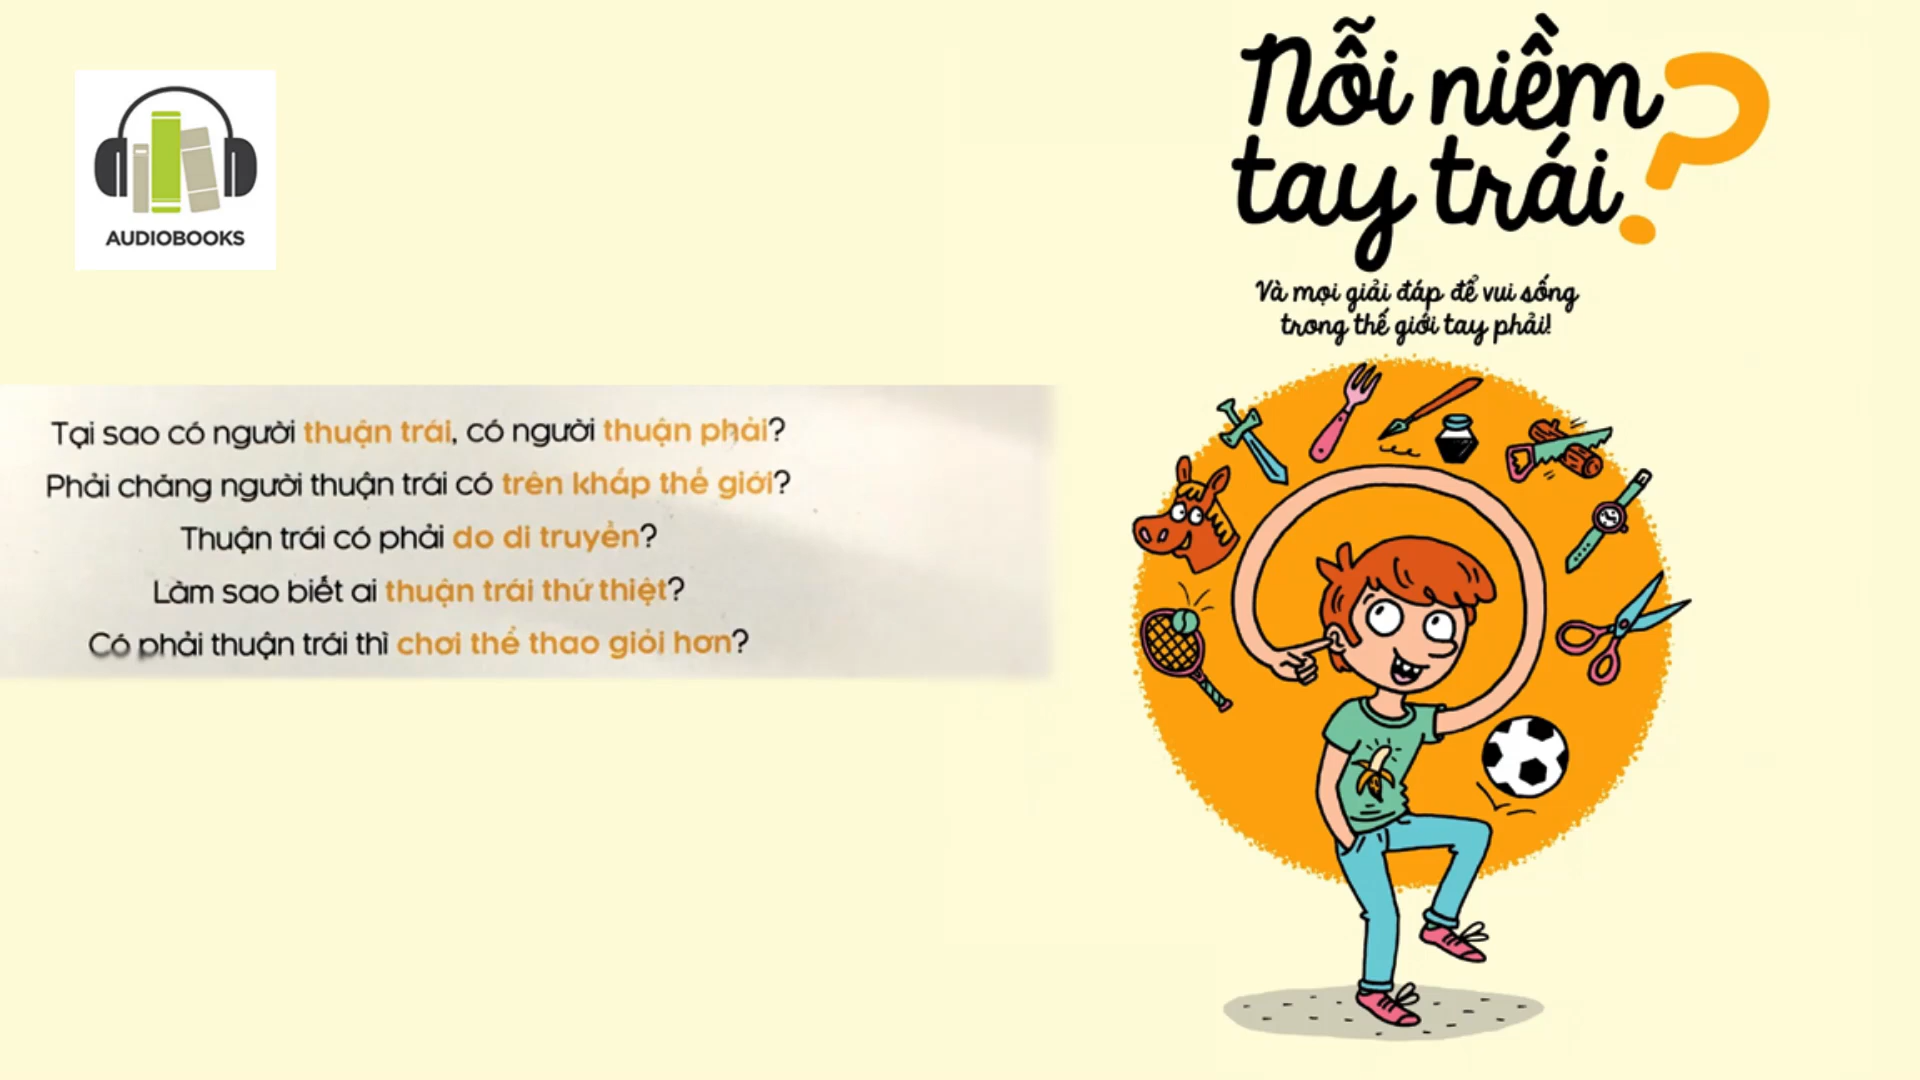 AUDIOBOOKS
Nỗi niềm
tay trái?
Và mọi giải đáp để vui sống
trong thế giới tay phải!
Tại sao có người thuận trái, có người thuận phải?
Phải chăng người thuận trái có trên khắp thế giới?
Thuận trái có phải do di truyền?
Làm sao biết ai thuận trái thứ thiệt?
Có phải thuận trái thì chơi thể thao giỏi hơn?